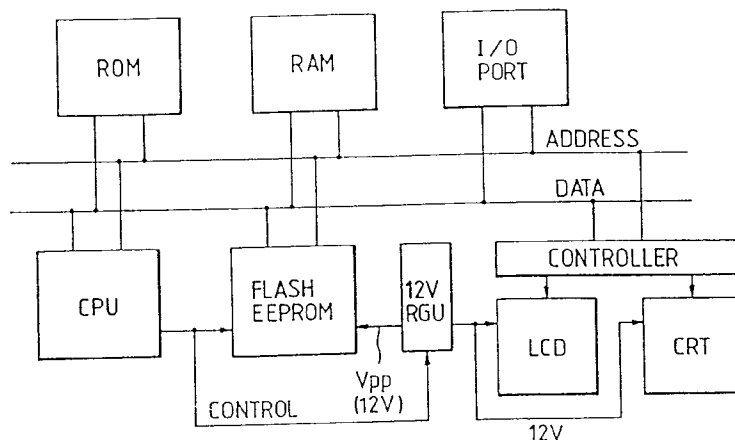 ROM
RAM
I/O
PORT
ADDRESS
DATA
CONTROLLER
CPU
FLASH
EEPROM
12V
RGU
LCD
CRT
Vpp
(12V)
CONTROL
12V